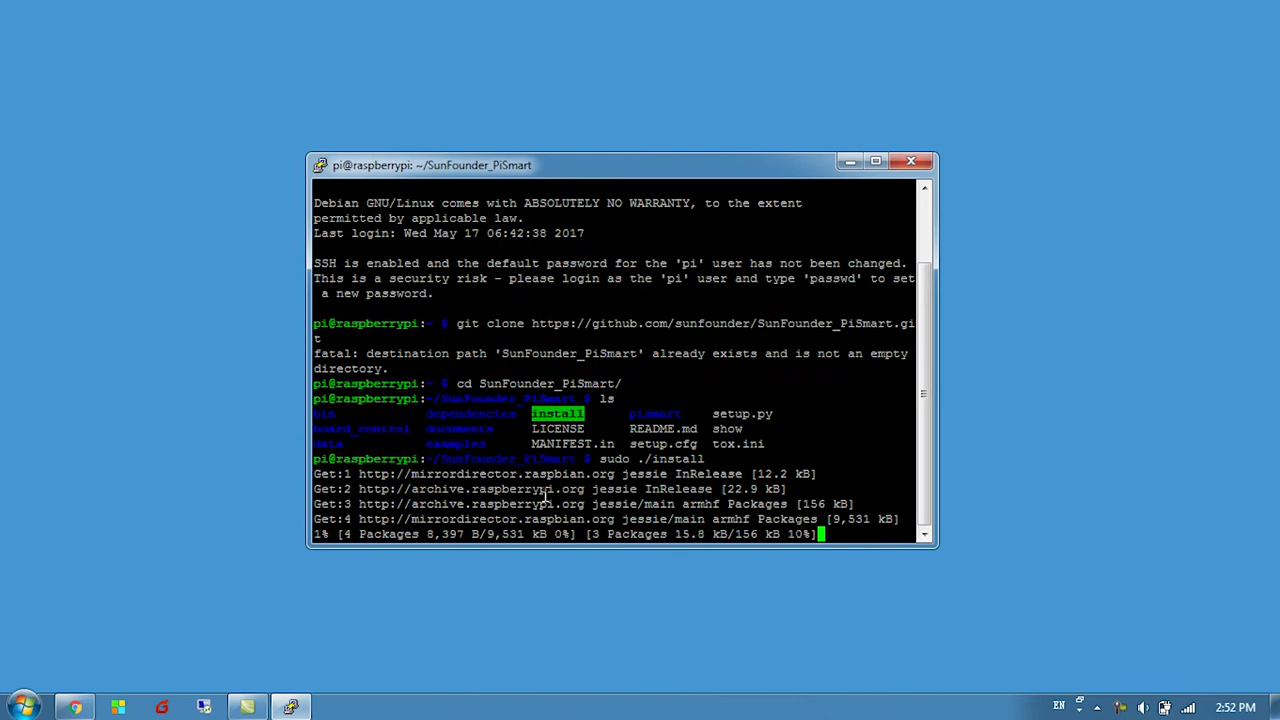 pi@raspberrypi: ~/SunFounder_PiSmart
Debian GNU/Linux comes with ABSOLUTELY NO WARRANTY, to the extent
permitted by applicable law.
Last login: Wed May 17 06:42:38 2017
SSH is enabled and the default password for the 'pi' user has not been changed.
This is a security risk - please login as the 'pi' user and type 'passwd' to set
a new password.
pi@raspberrypi:~ $ git clone https://github.com/sunfounder/SunFounder_PiSmart.gi
t
fatal: destination path 'SunFounder_PiSmart' already exists and is not an empty
directory.
pi@raspberrypi:~ $ cd SunFounder_PiSmart/
pi@raspberrypi:~/SunFounder_PiSmart $ ls
bin dependencies install pismart setup.py
board_control documents LICENSE README.md show
data examples MANIFEST.in setup.cfg tox.ini
pi@raspberrypi:~/SunFounder_PiSmart $ sudo ./install
Get:1 http://mirrordirector.raspbian.org jessie InRelease [12.2 kB]
Get:2 http://archive.raspberrypi.org jessie InRelease [22.9 kB]
Get:3 http://archive.raspberrypi.org jessie/main armhf Packages [156 kB]
Get:4 http://mirrordirector.raspbian.org jessie/main armhf Packages [9,531 kB]
1% [4 Packages 8,397 B/9,531 kB 0%] [3 Packages 15.8 kB/156 kB 10%]
EN
2:52 PM